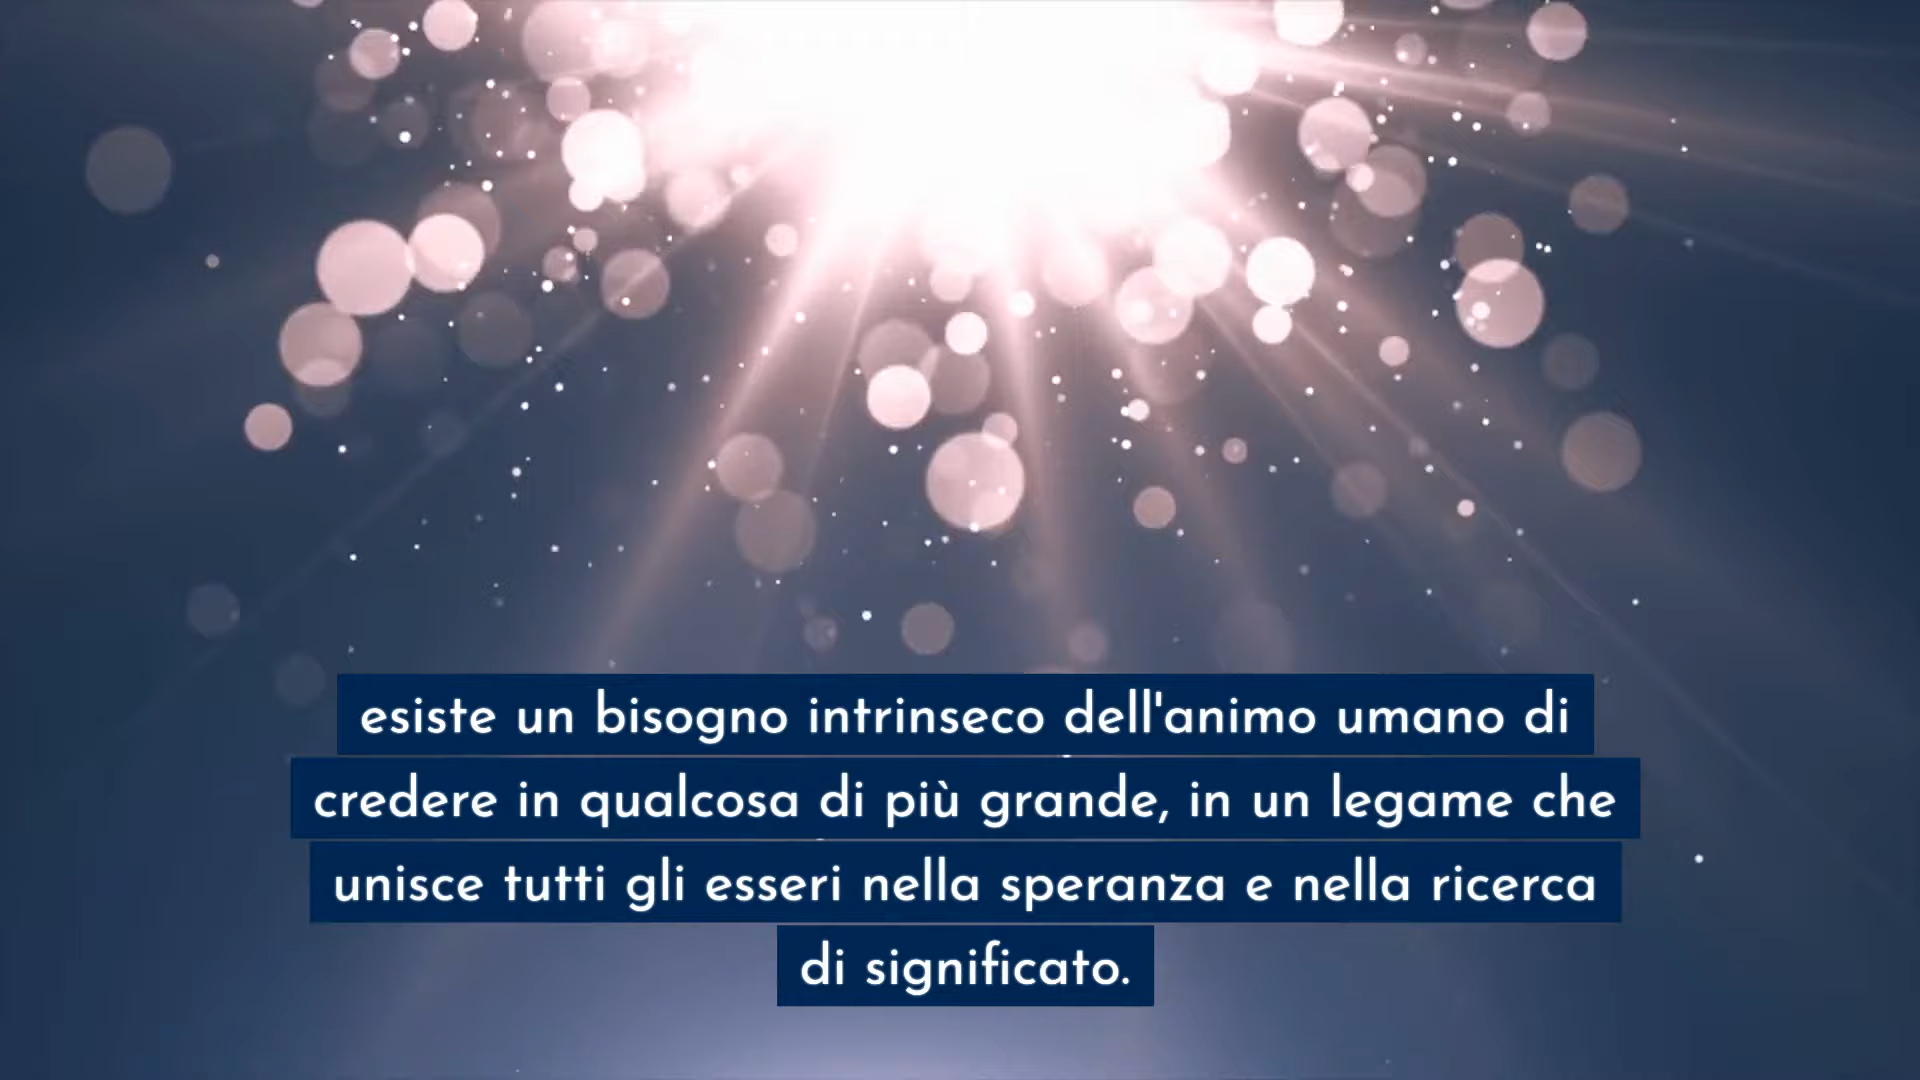 esiste un bisogno intrinseco dell'animo umano di
credere in qualcosa di più grande, in un legame che
unisce tutti gli esseri nella speranza e nella ricerca
di significato.